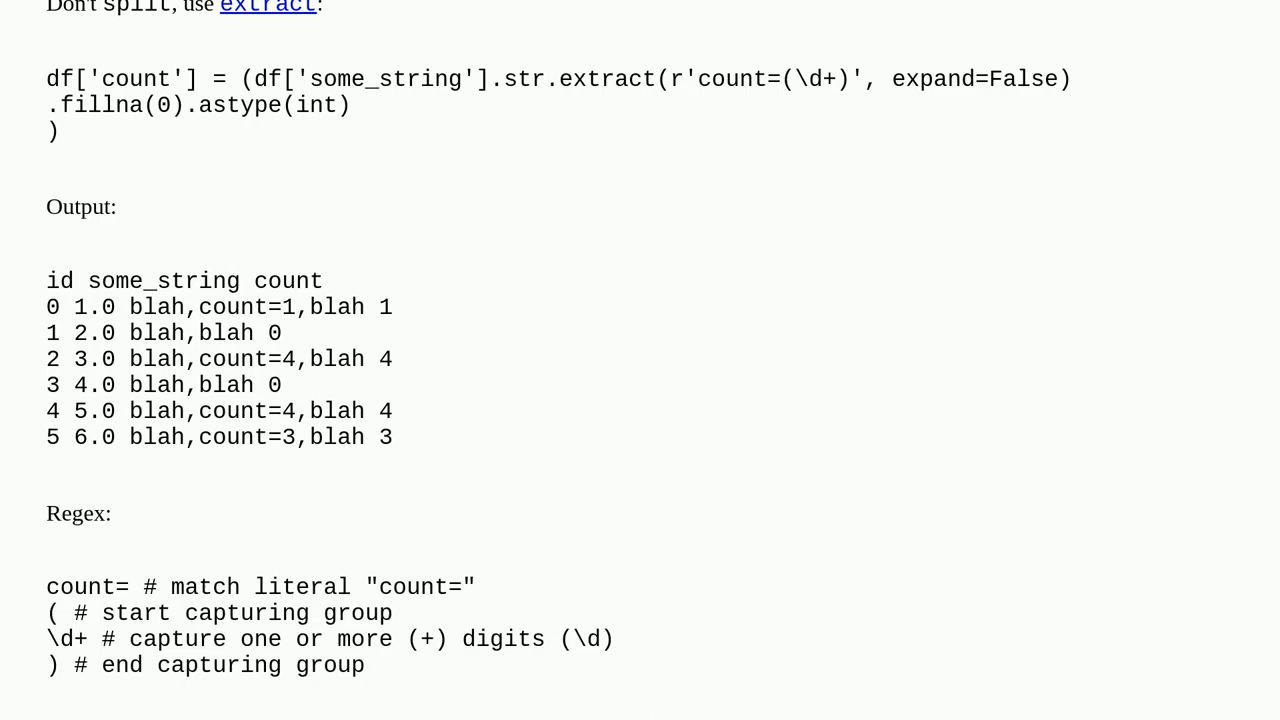 Don't split, use extract:
df['count'] = (df['some_string'].str.extract(r'count=(\d+)', expand=False)
.fillna(0).astype(int)
)
Output:
id some_string count
0 1.0 blah,count=1,blah 1
1 2.0 blah,blah 0
2 3.0 blah,count=4,blah 4
3 4.0 blah,blah 0
4 5.0 blah,count=4,blah 4
5 6.0 blah,count=3,blah 3
Regex:
count= # match literal "count="
( # start capturing group
\d+ # capture one or more (+) digits (\d)
) # end capturing group